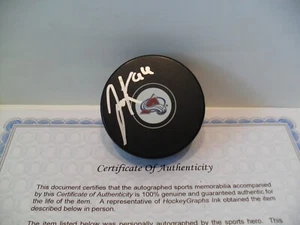 Certificate Of Authenticity
This document certifies that the autographed sports memorabilia accompanied
by this Certificate of Authenticity is 100% genuine and guaranteed authentic for
the life of the item. A representative of HockeyGraphs Ink obtained the item
described below in person.
The item listed below was personally autographed by the sports hero. This